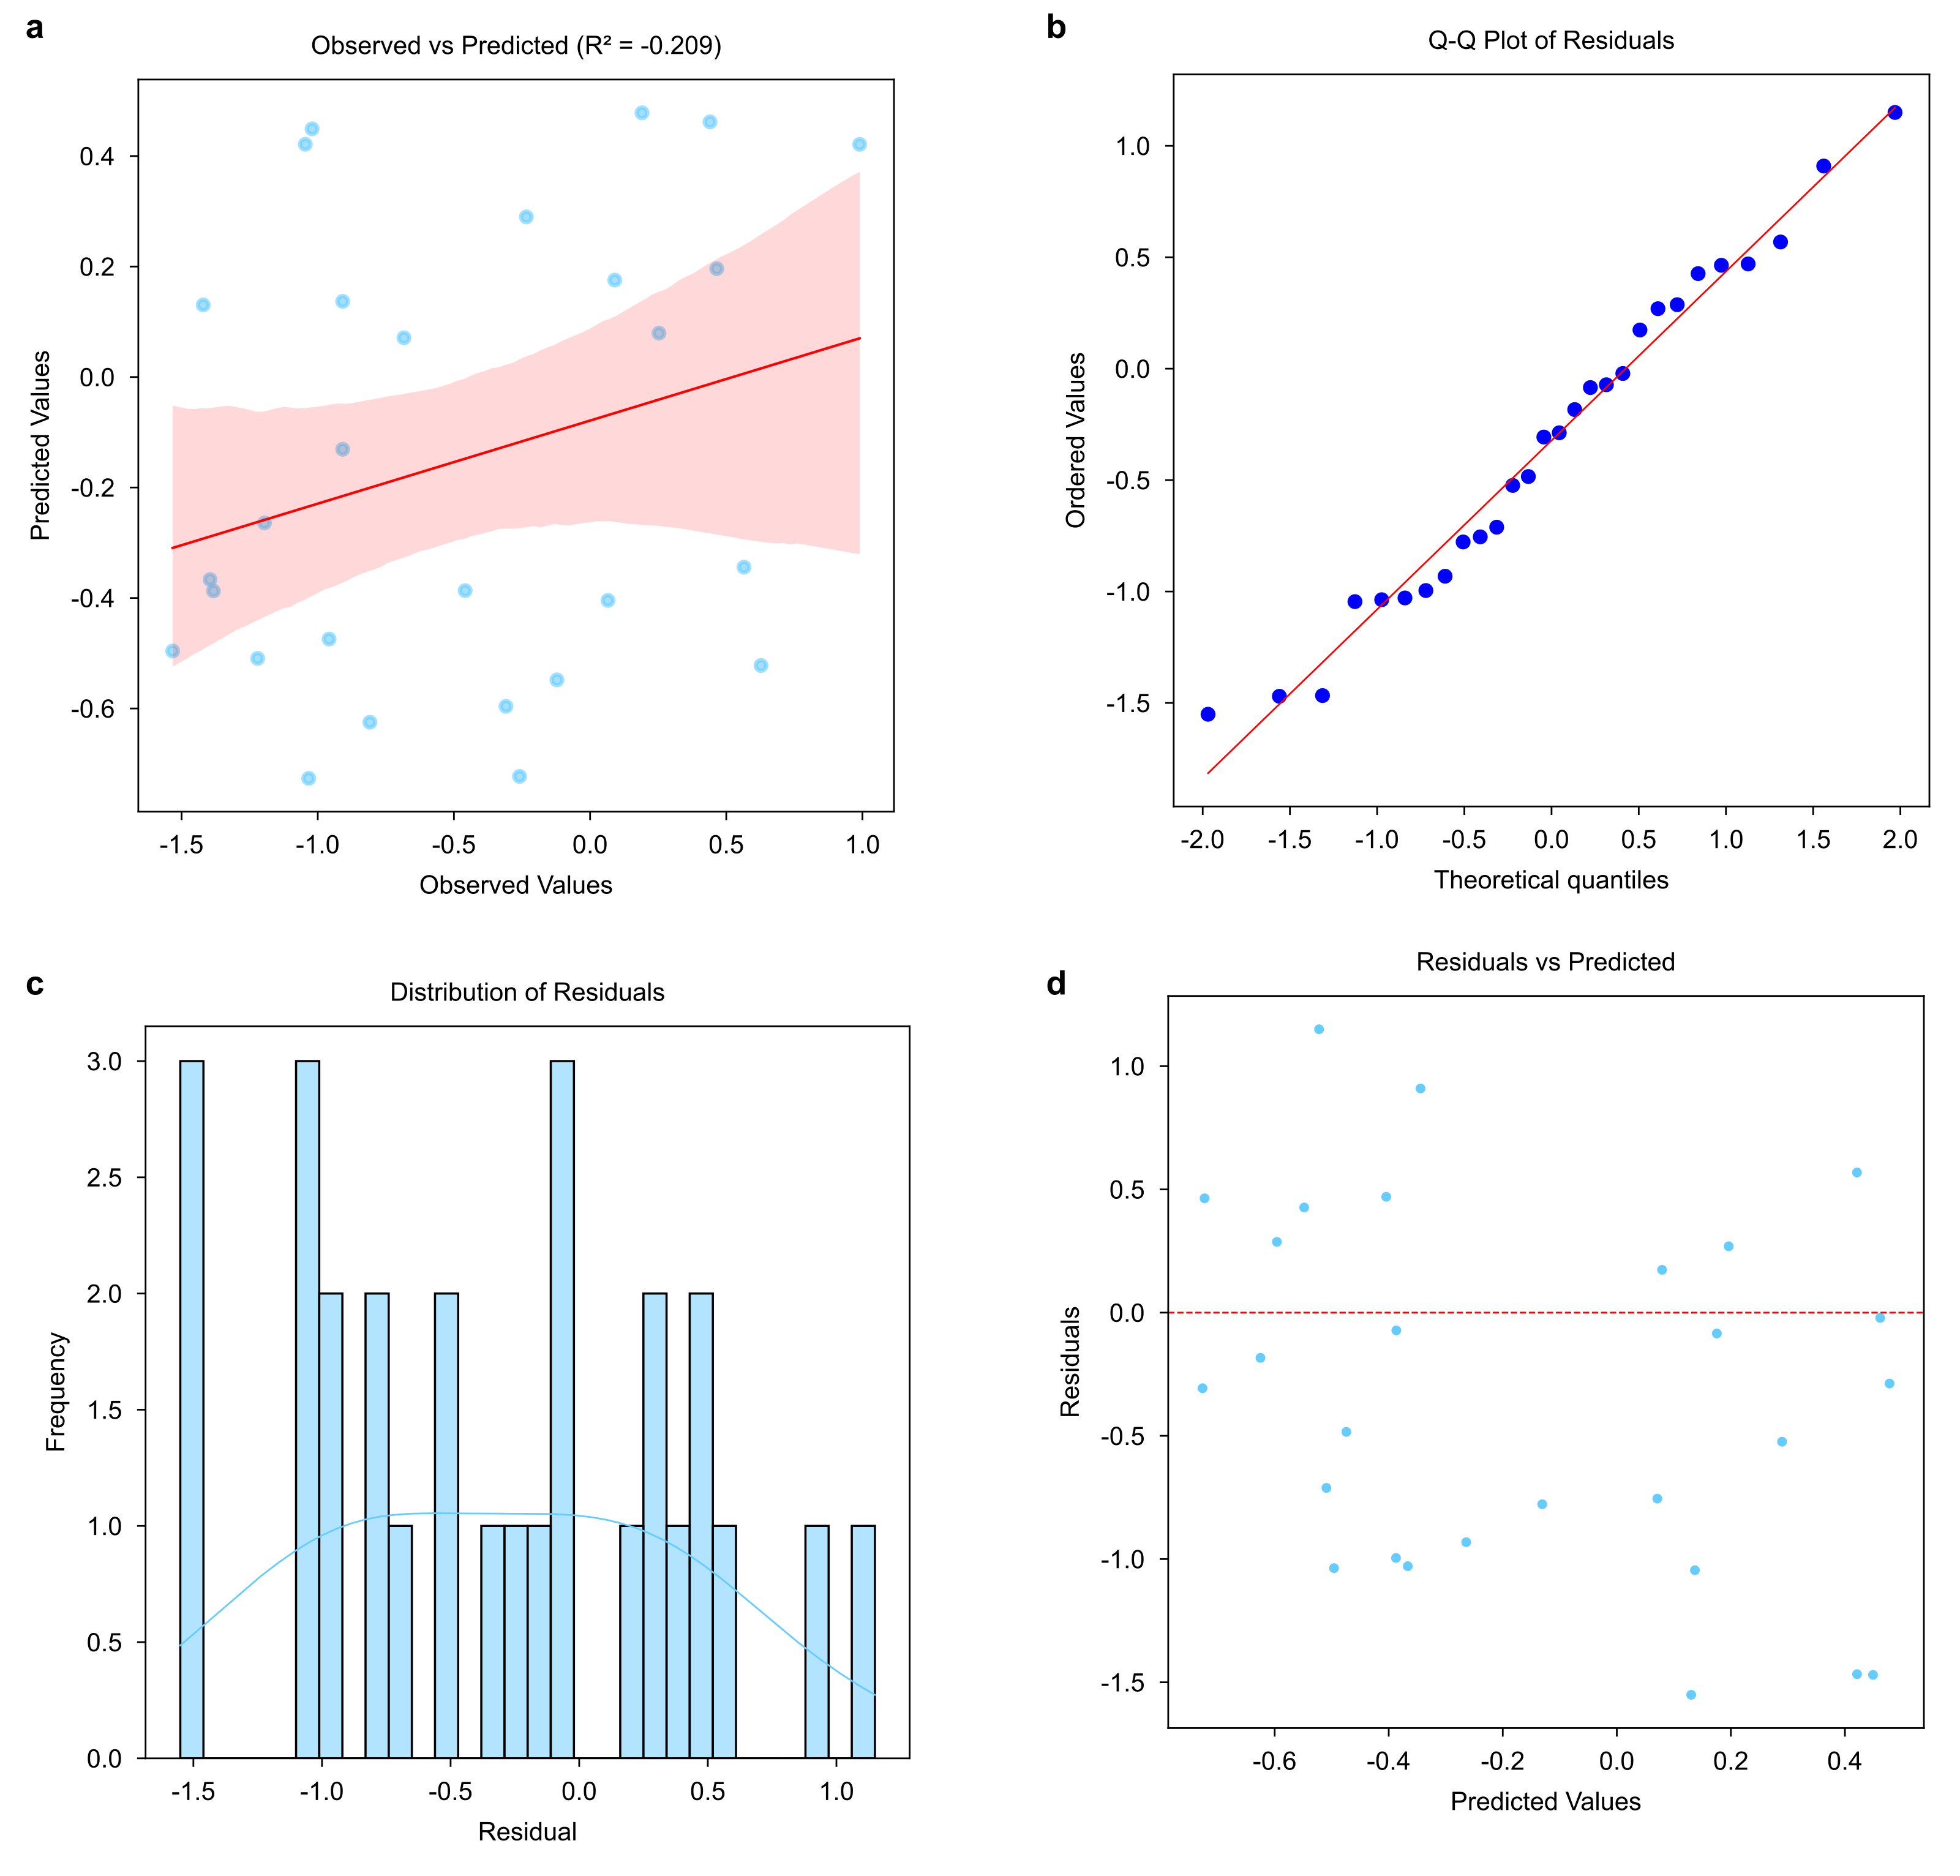 a
Observed vs Predicted (R² = -0.209)
0.4
0.2
0.0
-0.2
-0.4
-0.6
Predicted Values
-1.5 -1.0 -0.5 0.0 0.5 1.0
Observed Values
b
Q-Q Plot of Residuals
1.0
0.5
0.0
-0.5
-1.0
-1.5
Ordered Values
-2.0 -1.5 -1.0 -0.5 0.0 0.5 1.0 1.5 2.0
Theoretical quantiles
c
Distribution of Residuals
3.0
2.5
2.0
1.5
1.0
0.5
0.0
Frequency
-1.5 -1.0 -0.5 0.0 0.5 1.0
Residual
d
Residuals vs Predicted
1.0
0.5
0.0
-0.5
-1.0
-1.5
Residuals
-0.6 -0.4 -0.2 0.0 0.2 0.4
Predicted Values